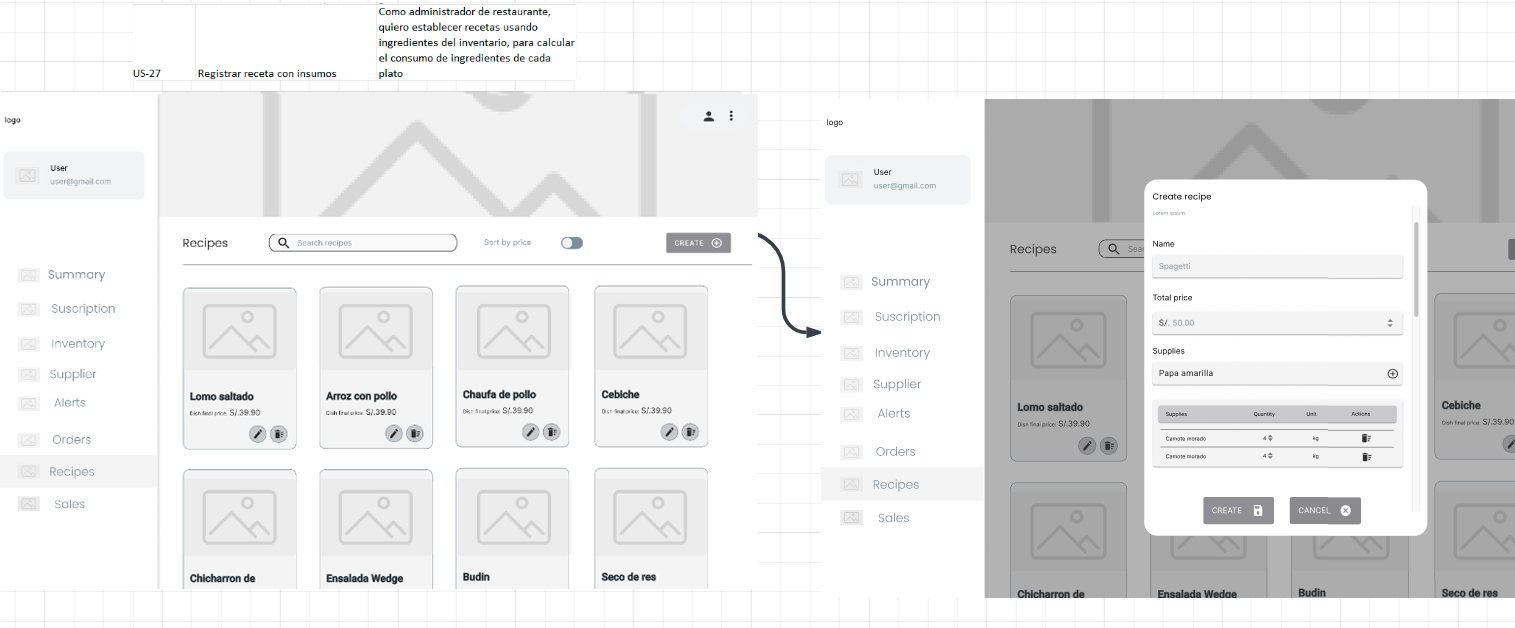 Como administrador de restaurante,
quiero establecer recetas usando
ingredientes del inventario, para calcular
el consumo de ingredientes de cada
US-27 Registrar receta con insumos plato
logo
User
user@gmail.com
Summary
Suscription
Inventory
Supplier
Alerts
Orders
Recipes
Sales
Recipes Search recipes Sort by price CREATE
Lomo saltado Arroz con pollo Chaufa de pollo Cebiche
Dish final price: S/.39.90 Dish final price: S/.39.90 Dish final price: S/.39.90 Dish final price: S/.39.90
Chicharron de Ensalada Wedge Budin Seco de res
logo
User
user@gmail.com
Summary
Suscription
Inventory
Supplier
Alerts
Orders
Recipes
Sales
Recipes Sear
Lomo saltado Cebiche
Dish final price: S/.39.90 Dish final price: S/.39.90
Chicharron de Ensalada Wedge Budin Seco de res
Create recipe
Lorem ipsum
Name
Spagetti
Total price
S/. 50.00
Supplies
Papa amarilla
Supplies Quantity Unit Actions
Camote morado 4 kg
Camote morado 4 kg
CREATE CANCEL